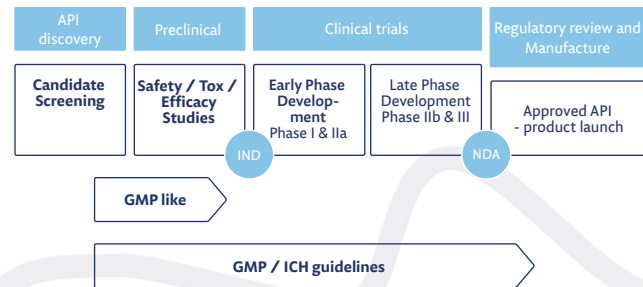 API
discovery
Preclinical
Clinical trials
Regulatory review and
Manufacture
Candidate
Screening
Safety / Tox /
Efficacy
Studies
Early Phase
Develop-
ment
Phase I & IIa
Late Phase
Development
Phase IIb & III
Approved API
- product launch
IND
NDA
GMP like
GMP / ICH guidelines